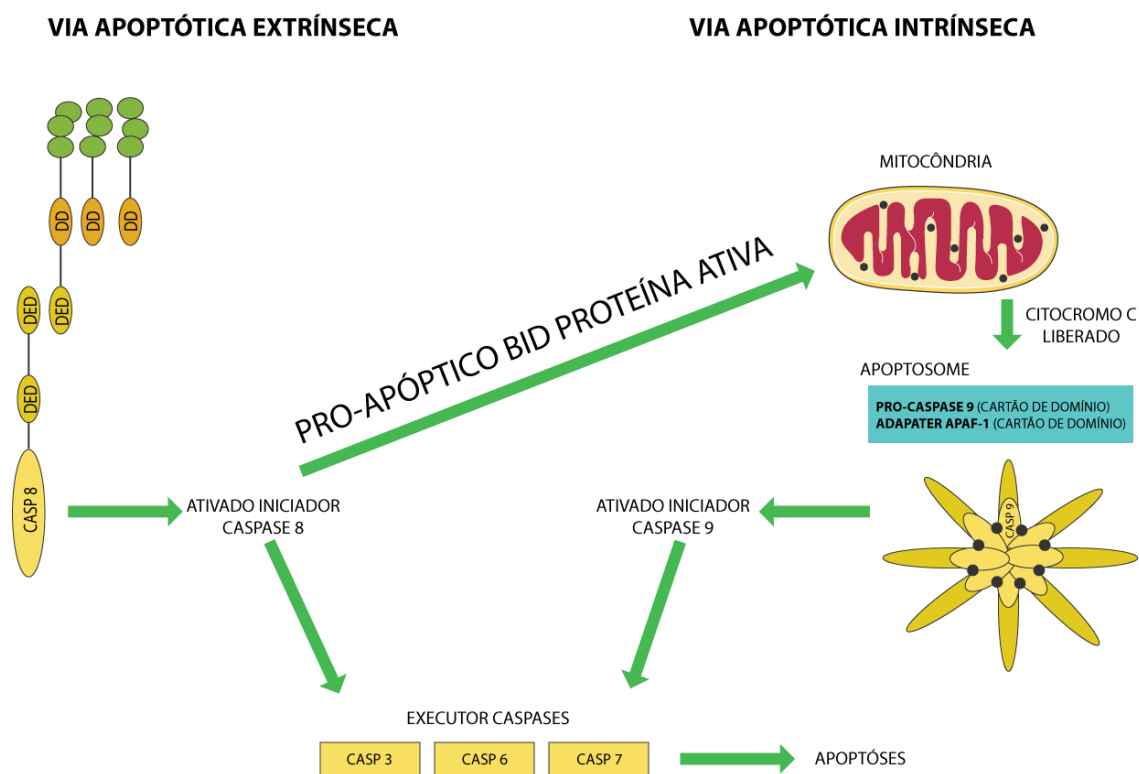 VIA APOPTÓTICA EXTRÍNSECA
VIA APOPTÓTICA INTRÍNSECA
DD
DD
DD
DED
DED
DED
CASP 8
ATIVADO INICIADOR
CASPASE 8
PRO-APÓPTICO BID PROTEÍNA ATIVA
MITOCÔNDRIA
CITOCROMO C
LIBERADO
APOPTOSOME
PRO-CASPASE 9 (CARTÃO DE DOMÍNIO)
ADAPATER APAF-1 (CARTÃO DE DOMÍNIO)
CASP 9
ATIVADO INICIADOR
CASPASE 9
EXECUTOR CASPASES
CASP 3
CASP 6
CASP 7
APOPTÓSES